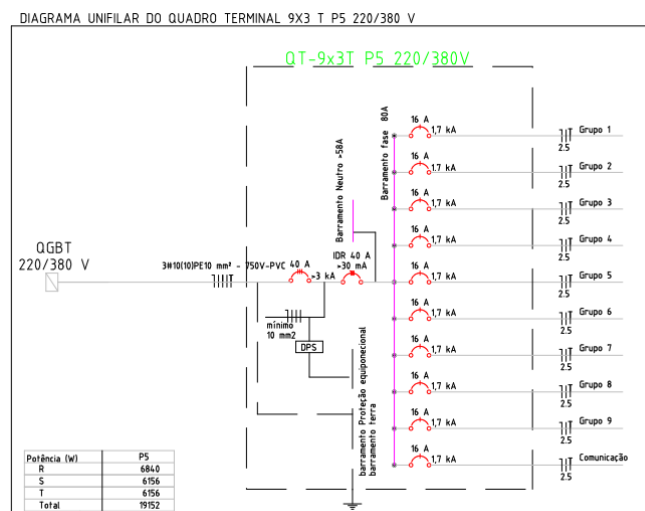 DIAGRAMA UNIFILAR DO QUADRO TERMINAL 9X3 T P5 220/380 V
QT-9x3T P5 220/380V
QGBT
220/380 V
3#10(10)PE10 mm² - 750V-PVC
40 A
>3 kA
IDR 40 A
>30 mA
Barramento Neutro >58A
Barramento fase 80A
mínimo
10 mm2
DPS
barramento Proteção equiponecional
barramento terra
16 A
1,7 kA
2.5
Grupo 1
16 A
1.7 kA
2.5
Grupo 2
16 A
1,7 kA
2.5
Grupo 3
16 A
1,7 kA
2.5
Grupo 4
16 A
1,7 kA
2.5
Grupo 5
16 A
1,7 kA
2.5
Grupo 6
16 A
1,7 kA
2.5
Grupo 7
16 A
1,7 kA
2.5
Grupo 8
16 A
1,7 kA
2.5
Grupo 9
16 A
1,7 kA
2.5
Comunicação
Potência (W) P5
R 6840
S 6156
T 6156
Total 19152